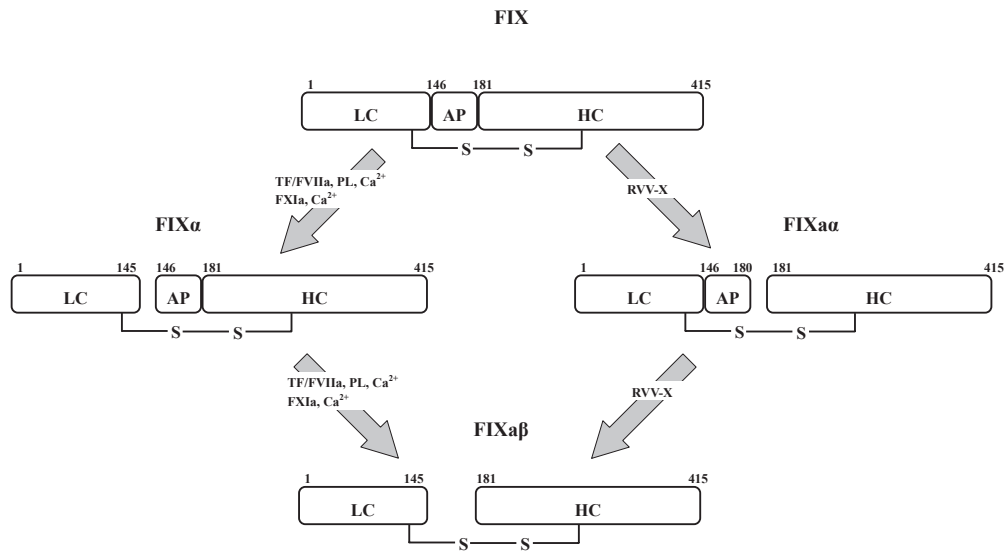 FIX
1 146 181 415
LC AP HC
S S
TF/FVIIa, PL, Ca²⁺
FXIa, Ca²⁺
RVV-X
FIXα
FIXaα
1 145 146 181 415
LC AP HC
S S
1 146 180 181 415
LC AP HC
S S
TF/FVIIa, PL, Ca²⁺
FXIa, Ca²⁺
RVV-X
FIXaβ
1 145 181 415
LC HC
S S